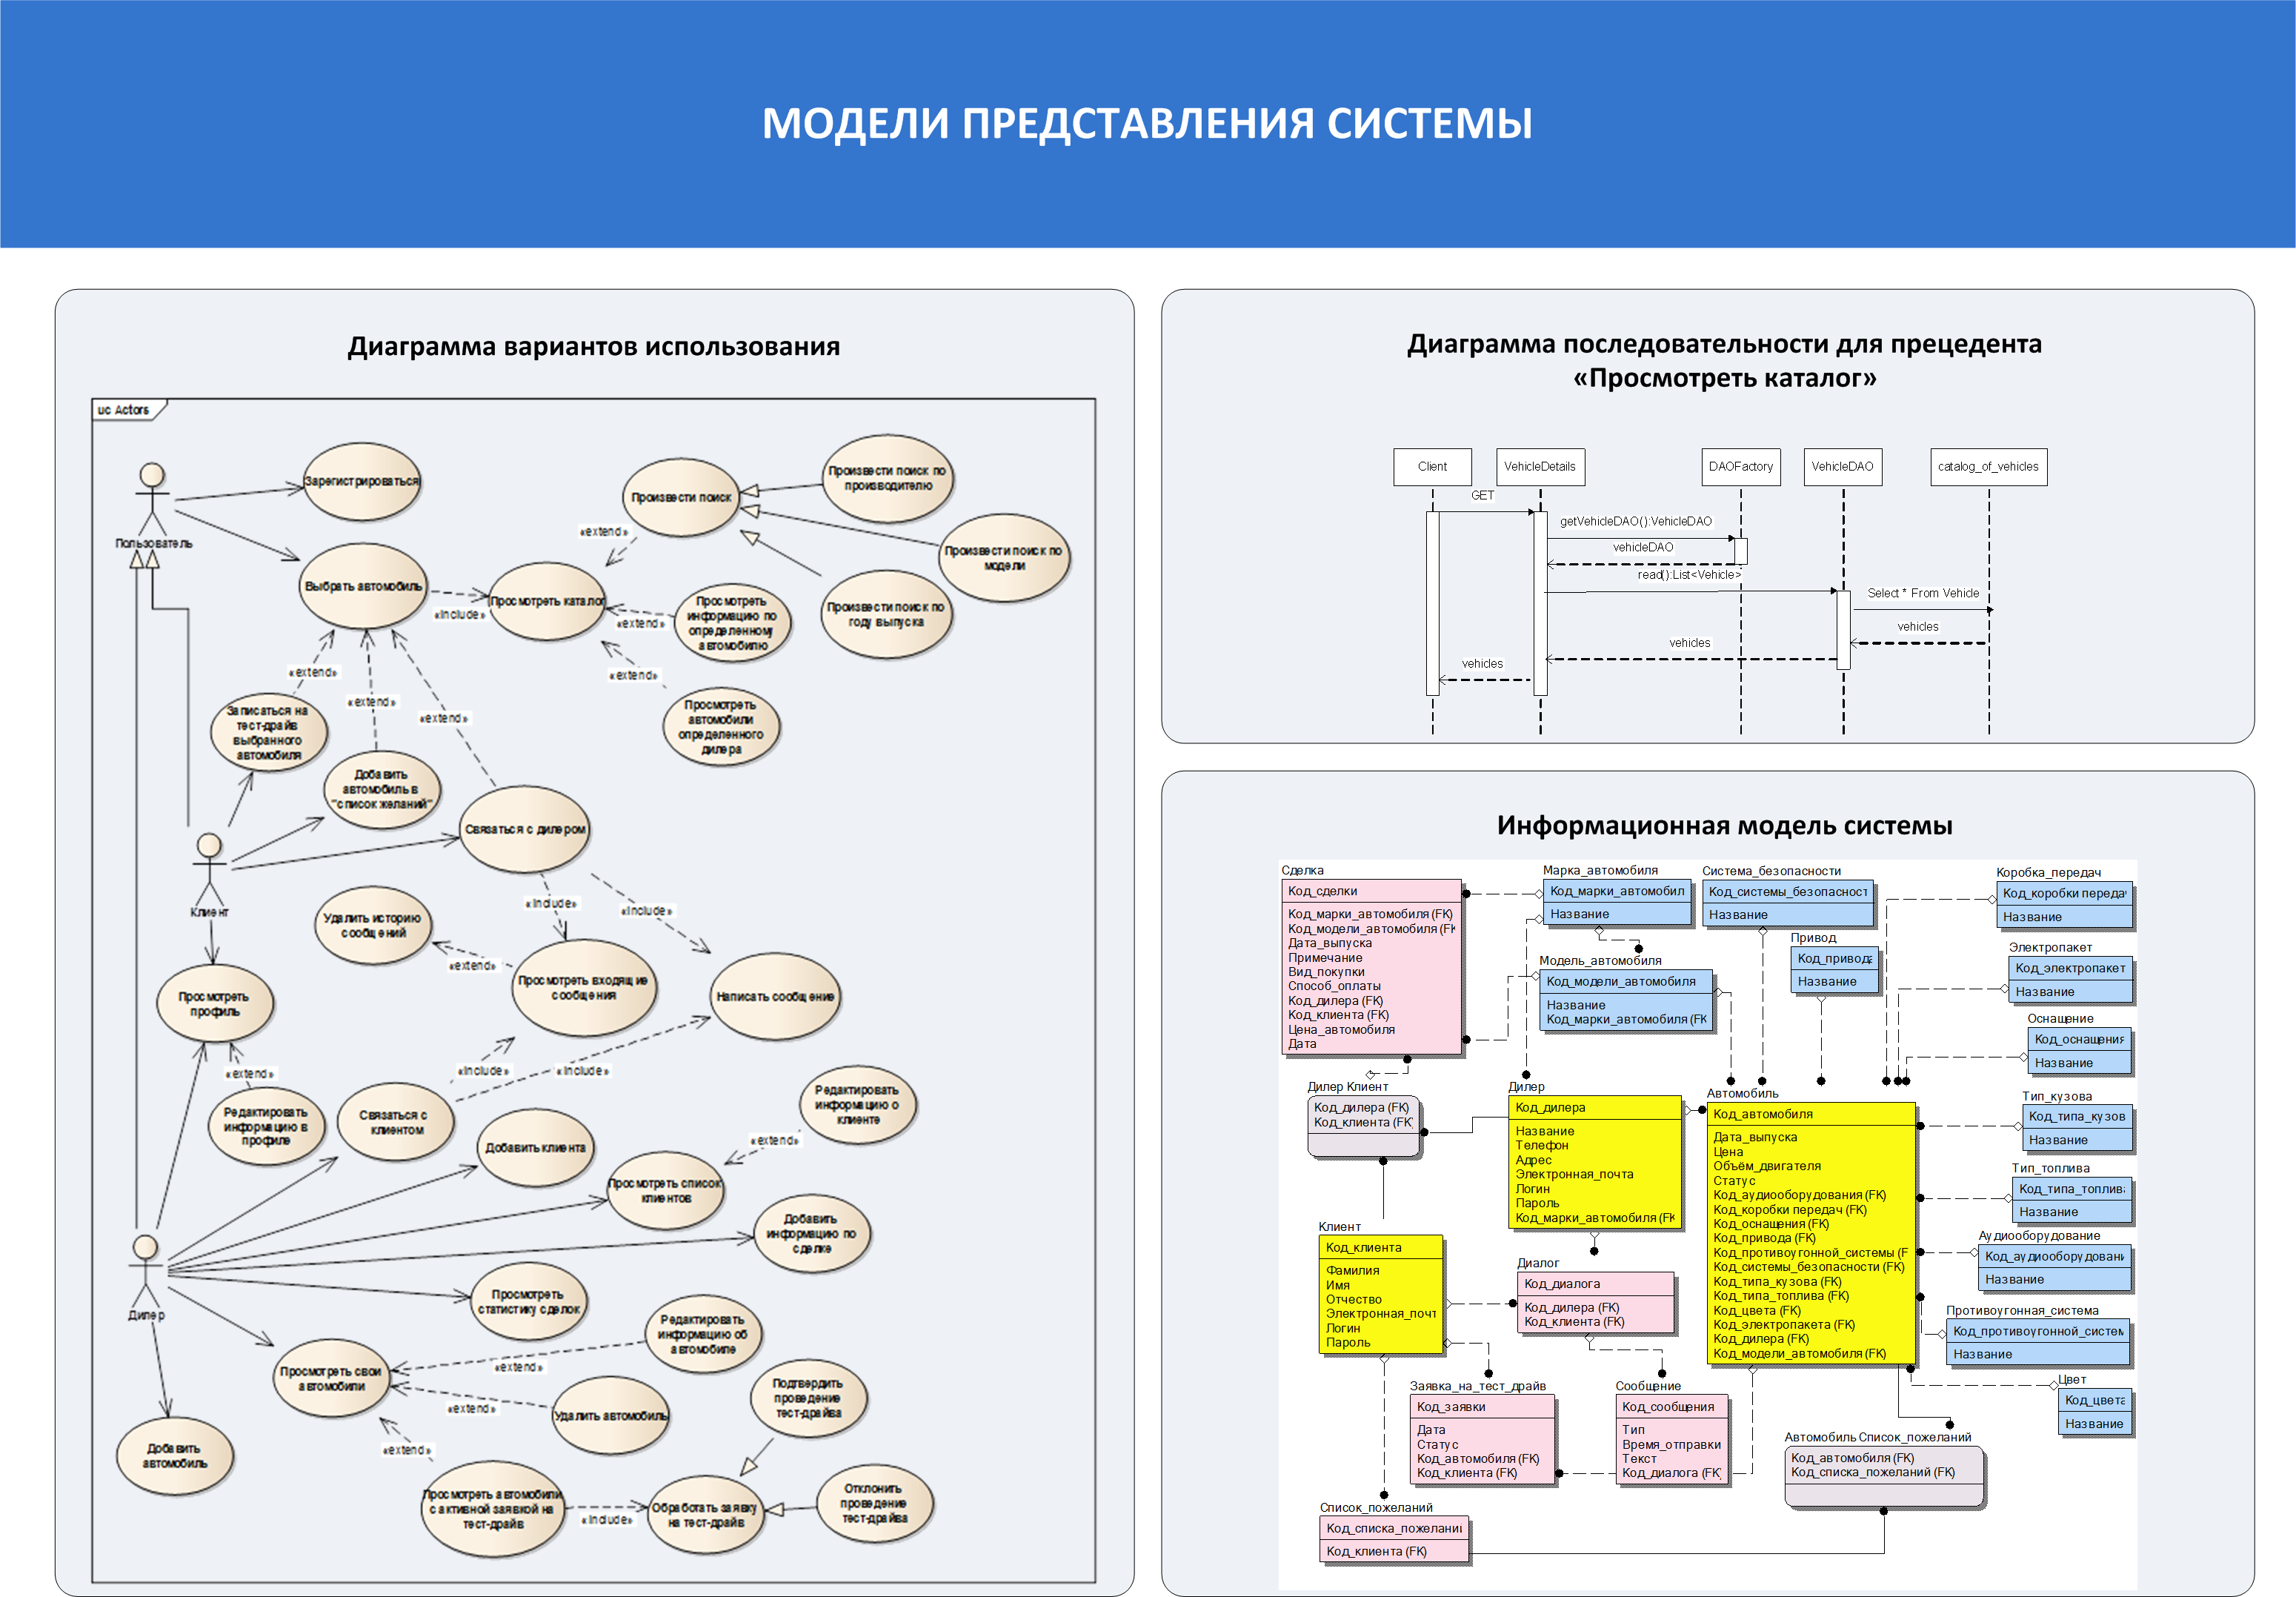 МОДЕЛИ ПРЕДСТАВЛЕНИЯ СИСТЕМЫ
Диаграмма вариантов использования
uc Actors
Пользователь
Зарегистрироваться
Произвести поиск
Произвести поиск по
производителю
Произвести поиск по
модели
Произвести поиск по
году выпуска
«extend»
Выбрать автомобиль
«include»
Просмотреть каталог
«extend»
Просмотреть
информацию по
определенному
автомобилю
«extend»
Просмотреть
автомобили
определенного
дилера
«extend»
«extend»
«extend»
Записаться на
тест-драйв
выбранного
автомобиля
Добавить
автомобиль в
"список желаний"
Связаться с дилером
Клиент
«include»
«include»
Удалить историю
сообщений
«extend»
Просмотреть входящие
сообщения
Написать сообщение
Просмотреть
профиль
«extend»
«include»
«include»
Редактировать
информацию в
профиле
Связаться с
клиентом
Редактировать
информацию о
клиенте
«extend»
Добавить клиента
Просмотреть список
клиентов
Добавить
информацию по
сделке
Дилер
Просмотреть
статистику сделок
Редактировать
информацию об
автомобиле
«extend»
Просмотреть свои
автомобили
«extend»
Удалить автомобиль
Подтвердить
проведение
тест-драйва
«extend»
Добавить
автомобиль
Просмотреть автомобили
с активной заявкой на
тест-драйв
«include»
Обработать заявку
на тест-драйв
Отклонить
проведение
тест-драйва
Диаграмма последовательности для прецедента
«Просмотреть каталог»
Client
VehicleDetails
DAOFactory
VehicleDAO
catalog_of_vehicles
GET
getVehicleDAO():VehicleDAO
vehicleDAO
read():List<Vehicle>
Select * From Vehicle
vehicles
vehicles
vehicles
Информационная модель системы
Сделка
Код_сделки
Код_марки_автомобиля (FK)
Код_модели_автомобиля (FK
Дата_выпуска
Примечание
Вид_покупки
Способ_оплаты
Код_дилера (FK)
Код_клиента (FK)
Цена_автомобиля
Дата
Марка_автомобиля
Код_марки_автомобил
Название
Система_безопасности
Код_системы_безопасност
Название
Коробка_передач
Код_коробки переда
Название
Привод
Код_привода
Название
Электропакет
Код_электропакет
Название
Модель_автомобиля
Код_модели_автомобиля
Название
Код_марки_автомобиля (FK
Оснащение
Код_оснащения
Название
Дилер Клиент
Код_дилера (FK)
Код_клиента (FK
Дилер
Код_дилера
Название
Телефон
Адрес
Электронная_почта
Логин
Пароль
Код_марки_автомобиля (FK
Автомобиль
Код_автомобиля
Дата_выпуска
Цена
Объём_двигателя
Статус
Код_аудиооборудования (FK)
Код_коробки передач (FK)
Код_оснащения (FK)
Код_привода (FK)
Код_противоугонной_системы (F
Код_системы_безопасности (FK)
Код_типа_кузова (FK)
Код_типа_топлива (FK)
Код_цвета (FK)
Код_электропакета (FK)
Код_дилера (FK)
Код_модели_автомобиля (FK)
Тип_кузова
Код_типа_кузов
Название
Тип_топлива
Код_типа_топлива
Название
Аудиооборудование
Код_аудиооборудовани
Название
Противоугонная_система
Код_противоугонной_систем
Название
Цвет
Код_цвета
Название
Клиент
Код_клиента
Фамилия
Имя
Отчество
Электронная_почт
Логин
Пароль
Диалог
Код_диалога
Код_дилера (FK)
Код_клиента (FK)
Заявка_на_тест_драйв
Код_заявки
Дата
Статус
Код_автомобиля (FK)
Код_клиента (FK)
Сообщение
Код_сообщения
Тип
Время_отправки
Текст
Код_диалога (FK)
Автомобиль Список_пожеланий
Код_автомобиля (FK)
Код_списка_пожеланий (FK)
Список_пожеланий
Код_списка_пожелани
Код_клиента (FK)